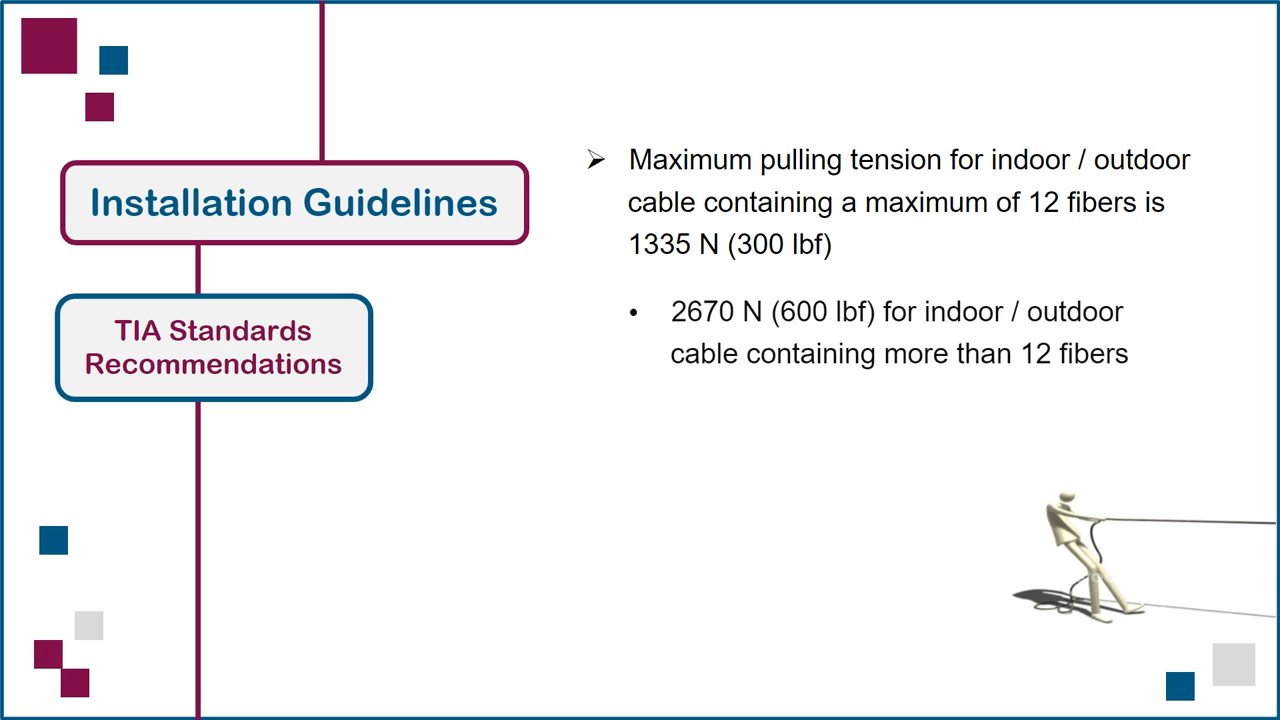 Installation Guidelines
TIA Standards
Recommendations
➢ Maximum pulling tension for indoor / outdoor
cable containing a maximum of 12 fibers is
1335 N (300 lbf)
• 2670 N (600 lbf) for indoor / outdoor
cable containing more than 12 fibers